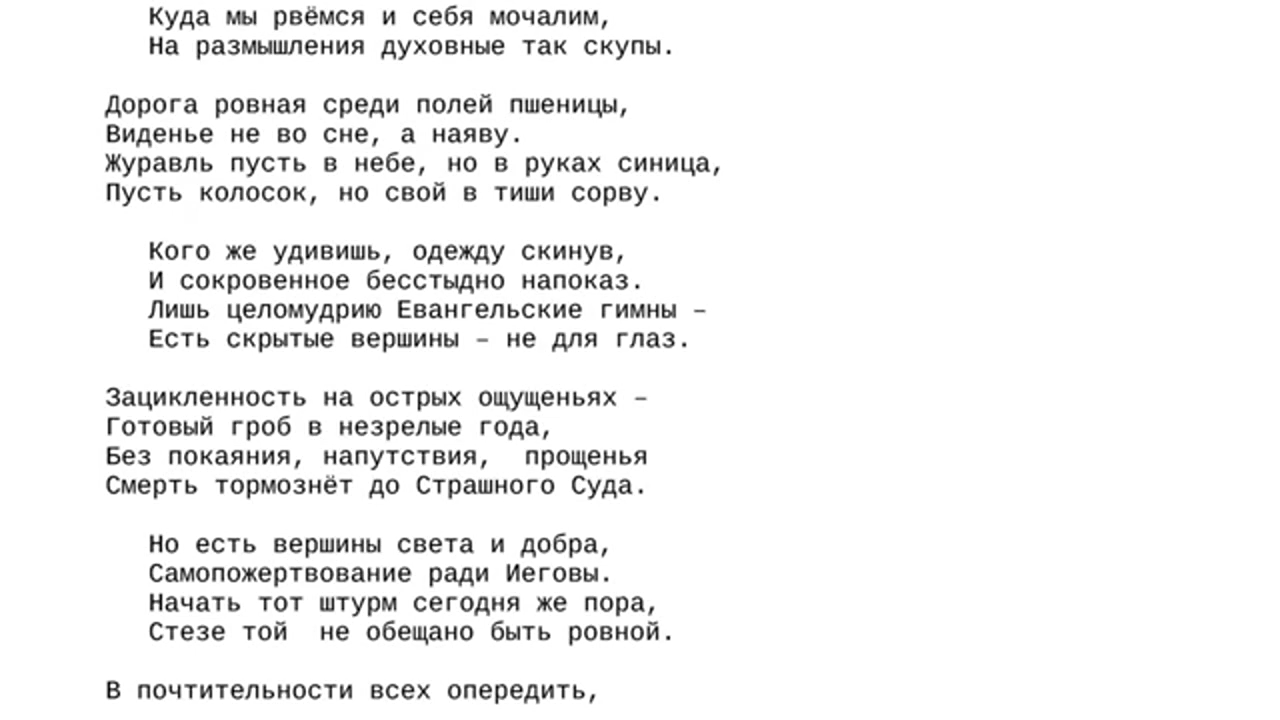 Куда мы рвёмся и себя мочалим,
На размышления духовные так скупы.
Дорога ровная среди полей пшеницы,
Виденье не во сне, а наяву.
Журавль пусть в небе, но в руках синица,
Пусть колосок, но свой в тиши сорву.
Кого же удивишь, одежду скинув,
И сокровенное бесстыдно напоказ.
Лишь целомудрию Евангельские гимны –
Есть скрытые вершины – не для глаз.
Зацикленность на острых ощущеньях –
Готовый гроб в незрелые года,
Без покаяния, напутствия,  прощенья
Смерть тормознёт до Страшного Суда.
Но есть вершины света и добра,
Самопожертвование ради Иеговы.
Начать тот штурм сегодня же пора,
Стезе той  не обещано быть ровной.
В почтительности всех опередить,